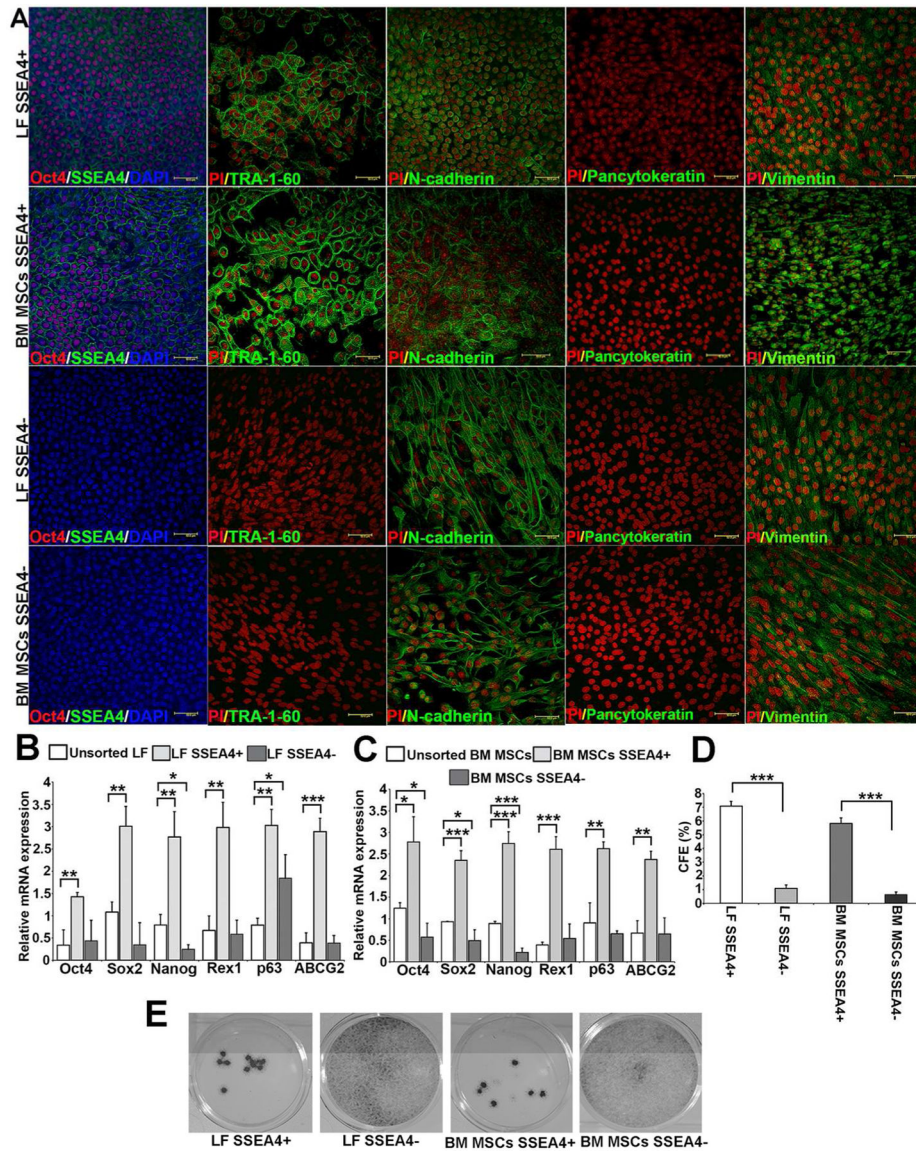 A
LF SSEA4+
Oct4/SSEA4/DAPI
PI/TRA-1-60
PI/N-cadherin
PI/Pancytokeratin
PI/Vimentin
BM MSCs SSEA4+
Oct4/SSEA4/DAPI
PI/TRA-1-60
PI/N-cadherin
PI/Pancytokeratin
PI/Vimentin
LF SSEA4-
Oct4/SSEA4/DAPI
PI/TRA-1-60
PI/N-cadherin
PI/Pancytokeratin
PI/Vimentin
BM MSCs SSEA4-
Oct4/SSEA4/DAPI
PI/TRA-1-60
PI/N-cadherin
PI/Pancytokeratin
PI/Vimentin
B
Unsorted LF LF SSEA4+ LF SSEA4-
Relative mRNA expression
4
3.5
3
2.5
2
1.5
1
0.5
0
** ** * ** ** * ** ***
Oct4 Sox2 Nanog Rex1 p63 ABCG2
C
Unsorted BM MSCs BM MSCs SSEA4+
BM MSCs SSEA4-
Relative mRNA expression
4
3.5
3
2.5
2
1.5
1
0.5
0
* * * *** *** *** *** ** **
Oct4 Sox2 Nanog Rex1 p63 ABCG2
D
CFE (%)
8
7
6
5
4
3
2
1
0
*** ***
LF SSEA4+
LF SSEA4-
BM MSCs SSEA4+
BM MSCs SSEA4-
E
LF SSEA4+
LF SSEA4-
BM MSCs SSEA4+
BM MSCs SSEA4-